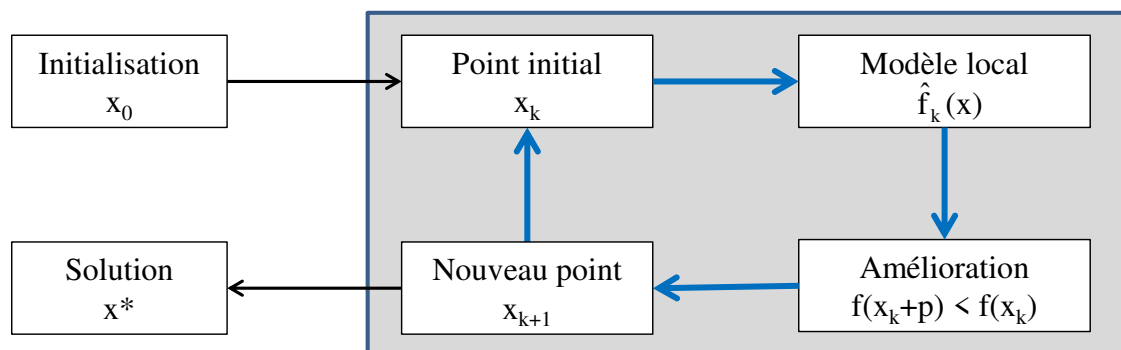 Initialisation
x₀
Point initial
xₖ
Modèle local
f̂ₖ(x)
Solution
x*
Nouveau point
xₖ₊₁
Amélioration
f(xₖ+p) < f(xₖ)